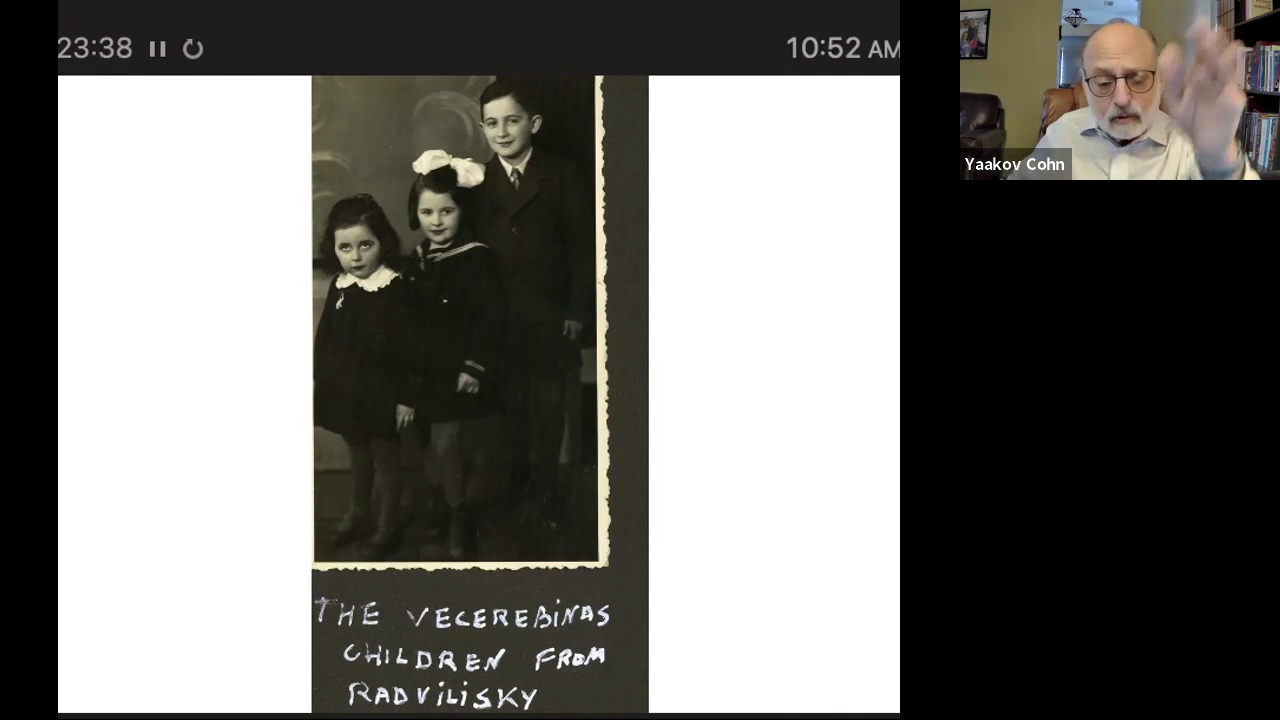 23:38
10:52 AM
Yaakov Cohn
THE VECEREBiNAS
CHILDREN FROM
RADViLiSKY